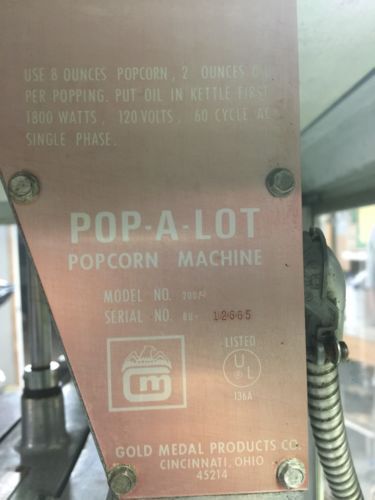 USE 8 OUNCES POPCORN, 2 OUNCES OIL
PER POPPING. PUT OIL IN KETTLE FIRST
1800 WATTS, 120 VOLTS, 60 CYCLE AC
SINGLE PHASE.
POP-A-LOT
POPCORN MACHINE
MODEL NO.
SERIAL NO. 8U- 12665
LISTED
U L
136A
GM
GOLD MEDAL PRODUCTS CO.
CINCINNATI, OHIO
45214